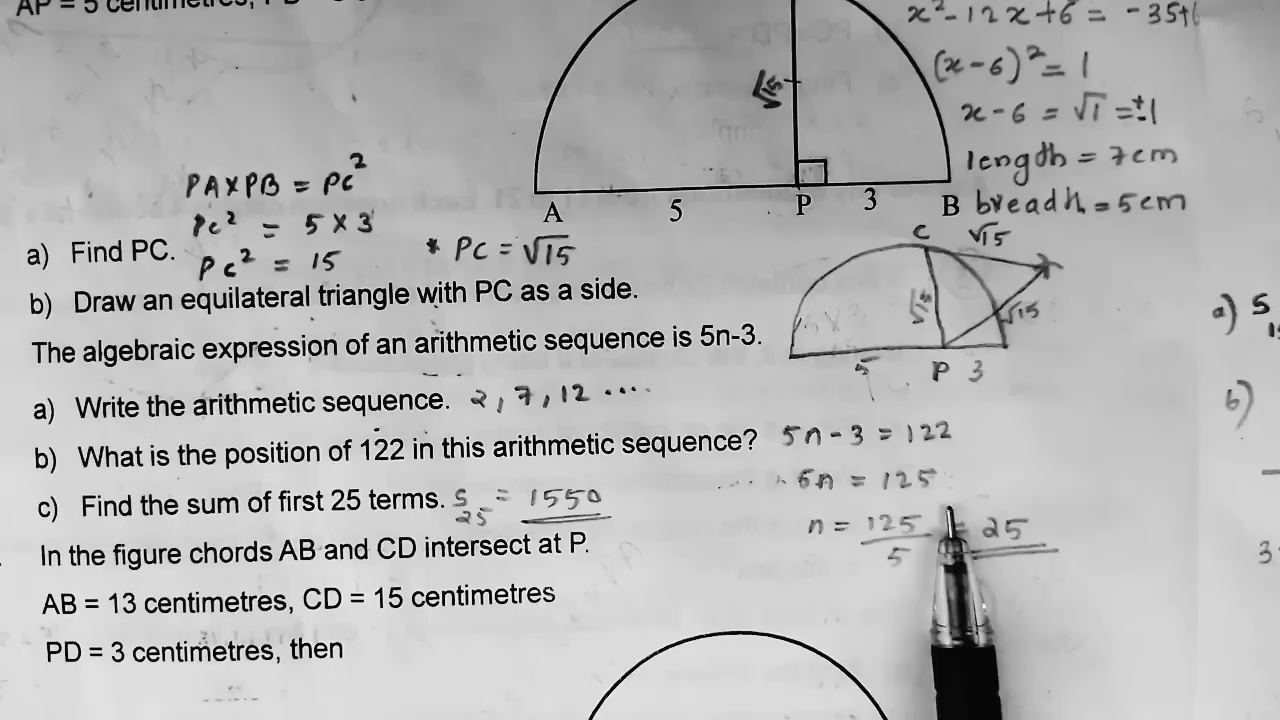 AP = 5 centimetres,
x² - 12x + 6 = -35+
(x-6)² = 1
x - 6 = √1 = ±1
length = 7cm
breadth = 5cm
√15
A 5 P 3 B
PA×PB = PC²
PC² = 5 × 3
a) Find PC.
PC² = 15
* PC = √15
b) Draw an equilateral triangle with PC as a side.
C √15
√15 √15
5 P 3
The algebraic expression of an arithmetic sequence is 5n-3.
a) Write the arithmetic sequence. 2, 7, 12 ....
b) What is the position of 122 in this arithmetic sequence? 5n - 3 = 122
5n = 125
c) Find the sum of first 25 terms. S25 = 1550
n = 125/5 = 25
In the figure chords AB and CD intersect at P.
AB = 13 centimetres, CD = 15 centimetres
PD = 3 centimetres, then
a) 5
b)
3